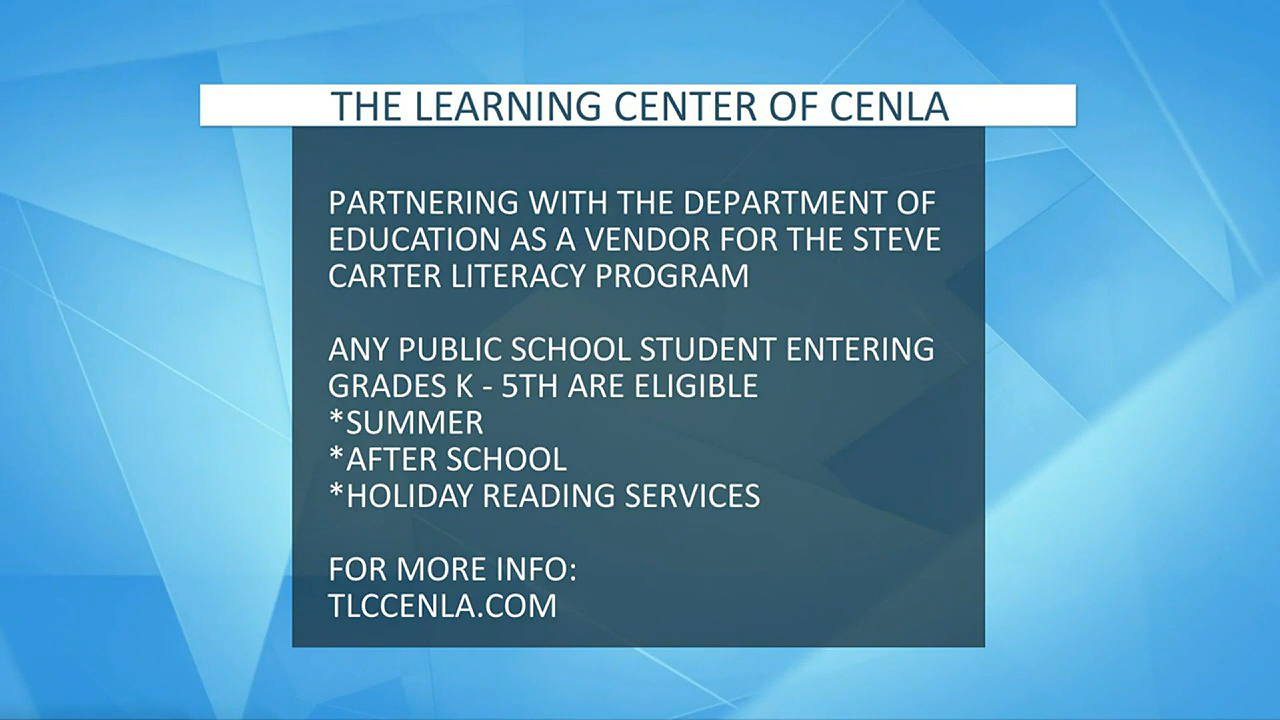 THE LEARNING CENTER OF CENLA
PARTNERING WITH THE DEPARTMENT OF
EDUCATION AS A VENDOR FOR THE STEVE
CARTER LITERACY PROGRAM
ANY PUBLIC SCHOOL STUDENT ENTERING
GRADES K - 5TH ARE ELIGIBLE
*SUMMER
*AFTER SCHOOL
*HOLIDAY READING SERVICES
FOR MORE INFO:
TLCCENLA.COM